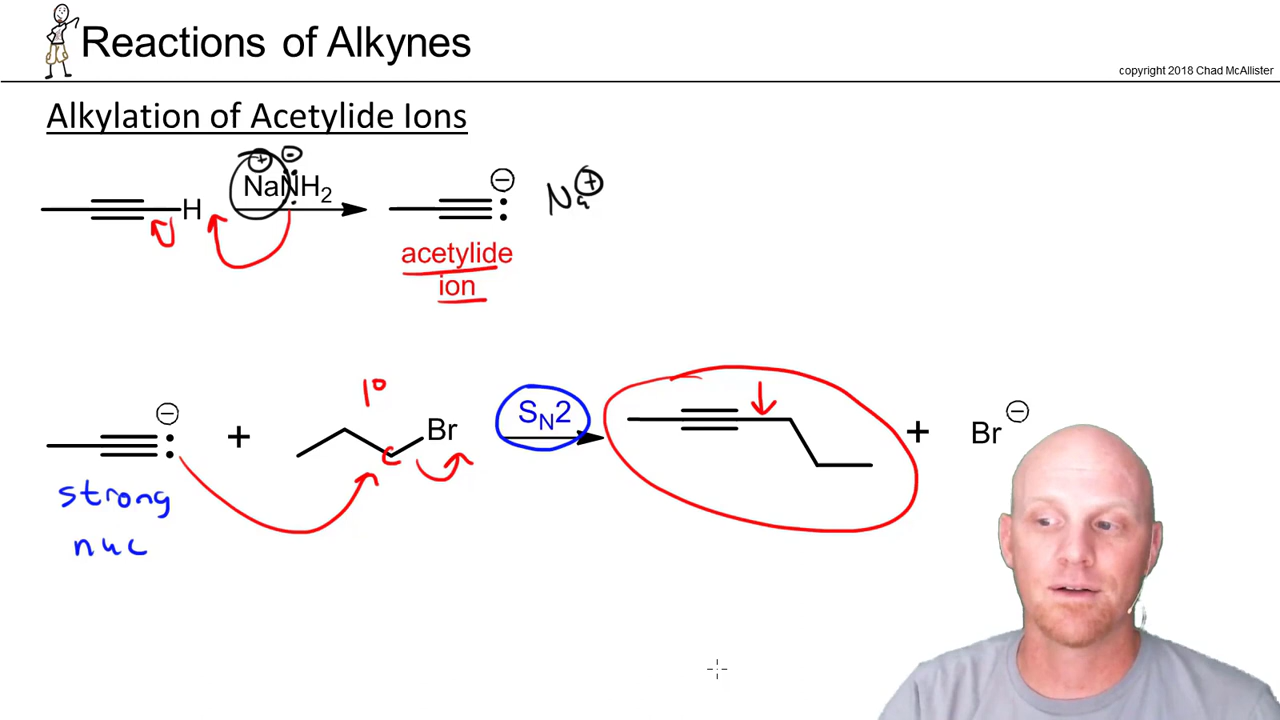 Reactions of Alkynes
copyright 2018 Chad McAllister
Alkylation of Acetylide Ions
H
⊕ ⊖
NaNH₂
⊖
Na⊕
acetylide
ion
⊖
+
1°
Br
SN2
+
Br⊖
strong
nuc